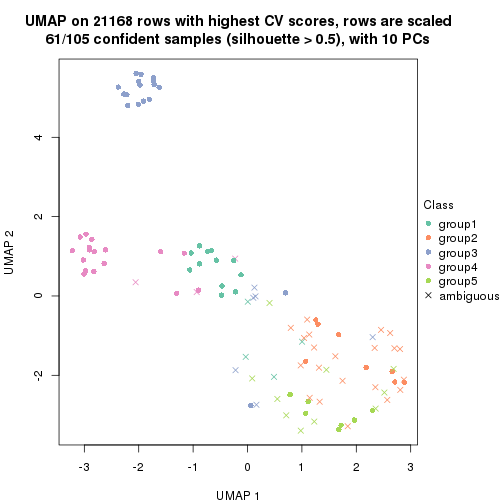 UMAP on 21168 rows with highest CV scores, rows are scaled
61/105 confident samples (silhouette > 0.5), with 10 PCs
UMAP 2
4
2
0
-2
-3
-2
-1
0
1
2
3
UMAP 1
Class
group1
group2
group3
group4
group5
ambiguous